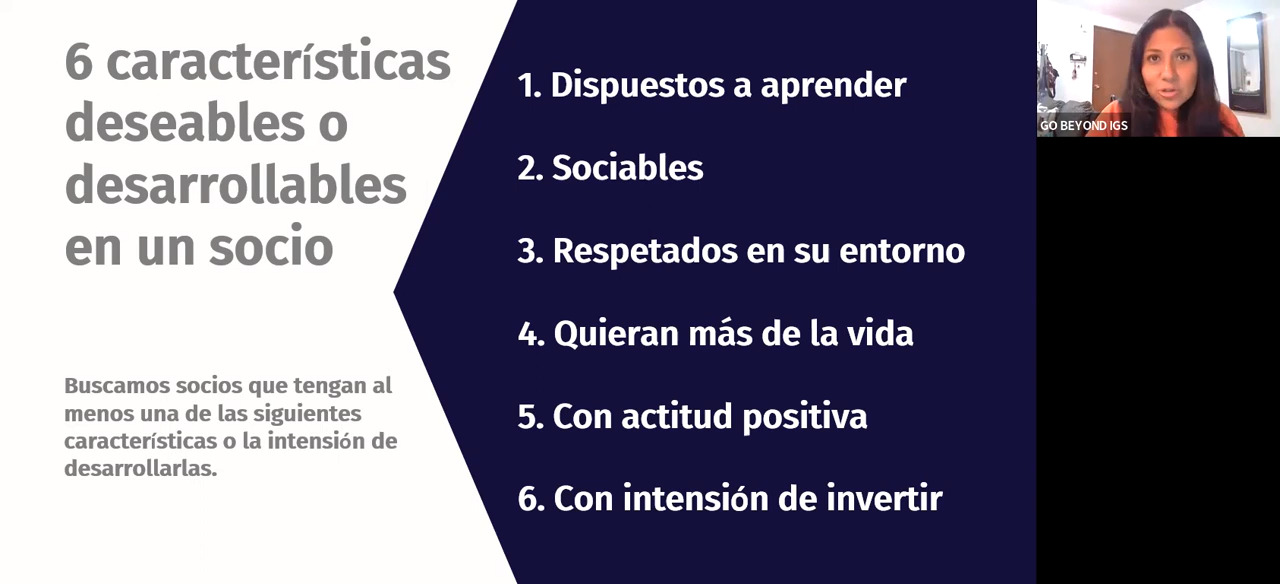 6 características
deseables o
desarrollables
en un socio
Buscamos socios que tengan al
menos una de las siguientes
características o la intensión de
desarrollarlas.
1. Dispuestos a aprender
2. Sociables
3. Respetados en su entorno
4. Quieran más de la vida
5. Con actitud positiva
6. Con intensión de invertir
GO BEYOND IGS